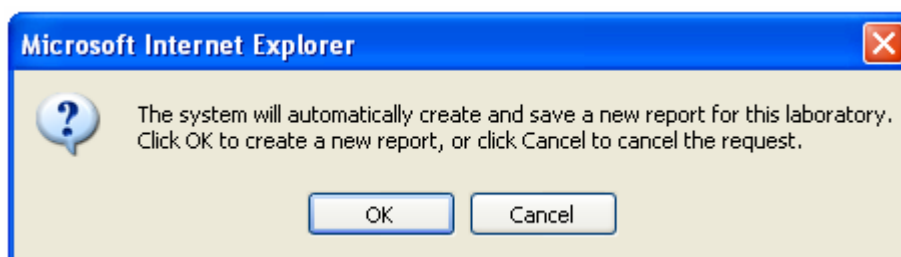 Microsoft Internet Explorer
The system will automatically create and save a new report for this laboratory.
Click OK to create a new report, or click Cancel to cancel the request.
OK Cancel